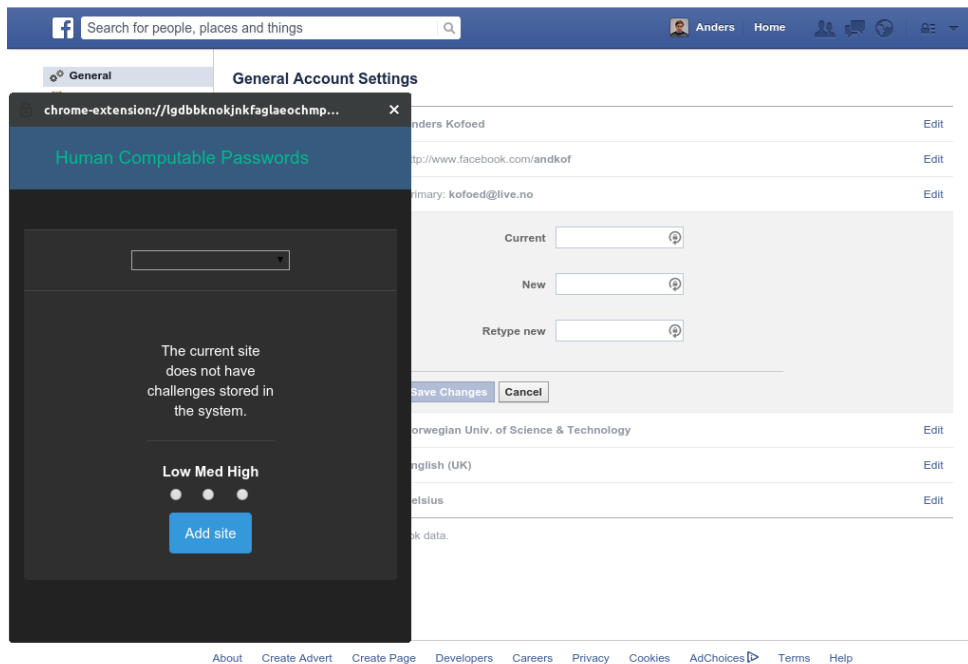 f Search for people, places and things Anders Home
General
General Account Settings
chrome-extension://lgdbbknokjnkfaglaeochmp...
nders Kofoed Edit
Human Computable Passwords
ttp://www.facebook.com/andkof Edit
rimary: kofoed@live.no Edit
Current
New
Retype new
The current site
does not have
challenges stored in
the system.
Save Changes Cancel
orwegian Univ. of Science & Technology Edit
nglish (UK) Edit
Low Med High
elsius Edit
Add site
ok data.
About Create Advert Create Page Developers Careers Privacy Cookies AdChoices Terms Help